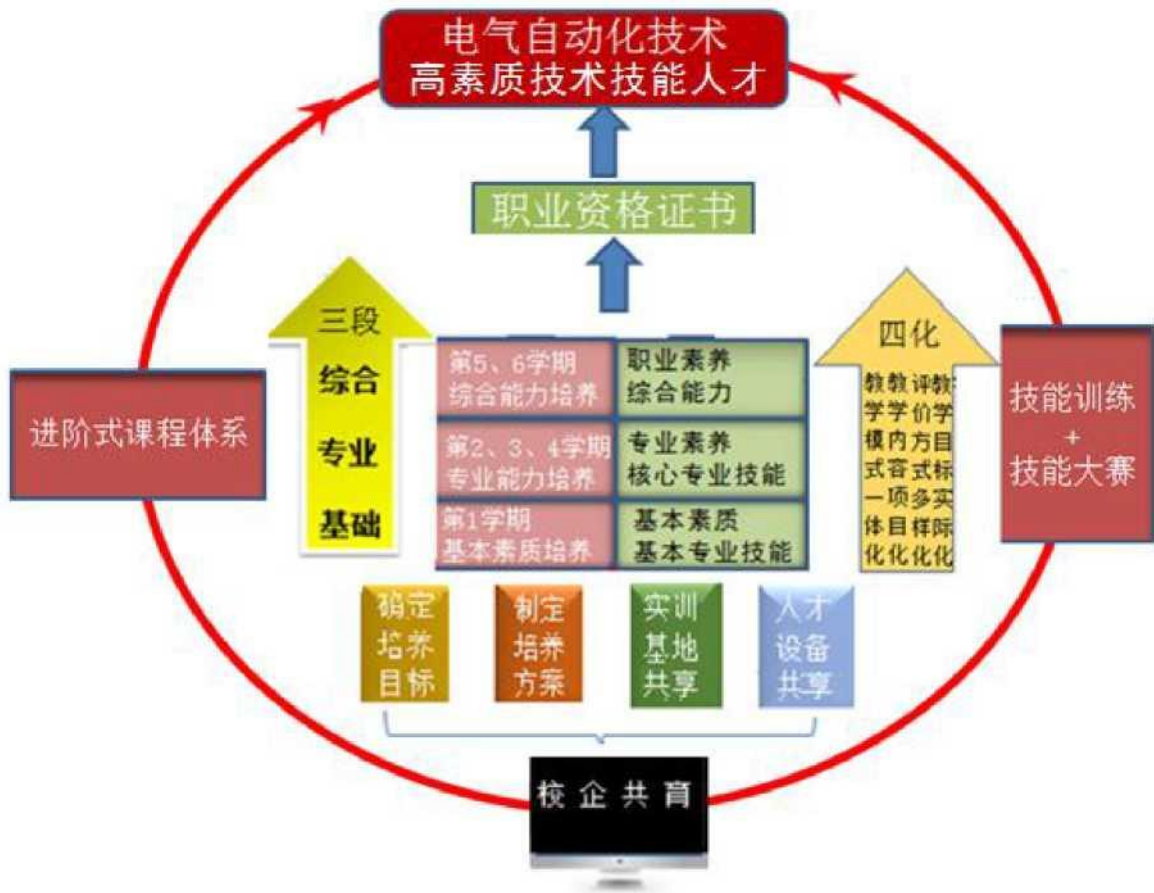 电气自动化技术
高素质技术技能人才
职业资格证书
三段
综合
专业
基础
第5、6学期
综合能力培养
职业素养
综合能力
第2、3、4学期
专业能力培养
专业素养
核心专业技能
第1学期
基本素质培养
基本素质
基本专业技能
四化
教学模式一体化
教学内容项目化
评价方式多样化
教学目标实际化
进阶式课程体系
技能训练
+
技能大赛
确定
培养
目标
制定
培养
方案
实训
基地
共享
人才
设备
共享
校企共育